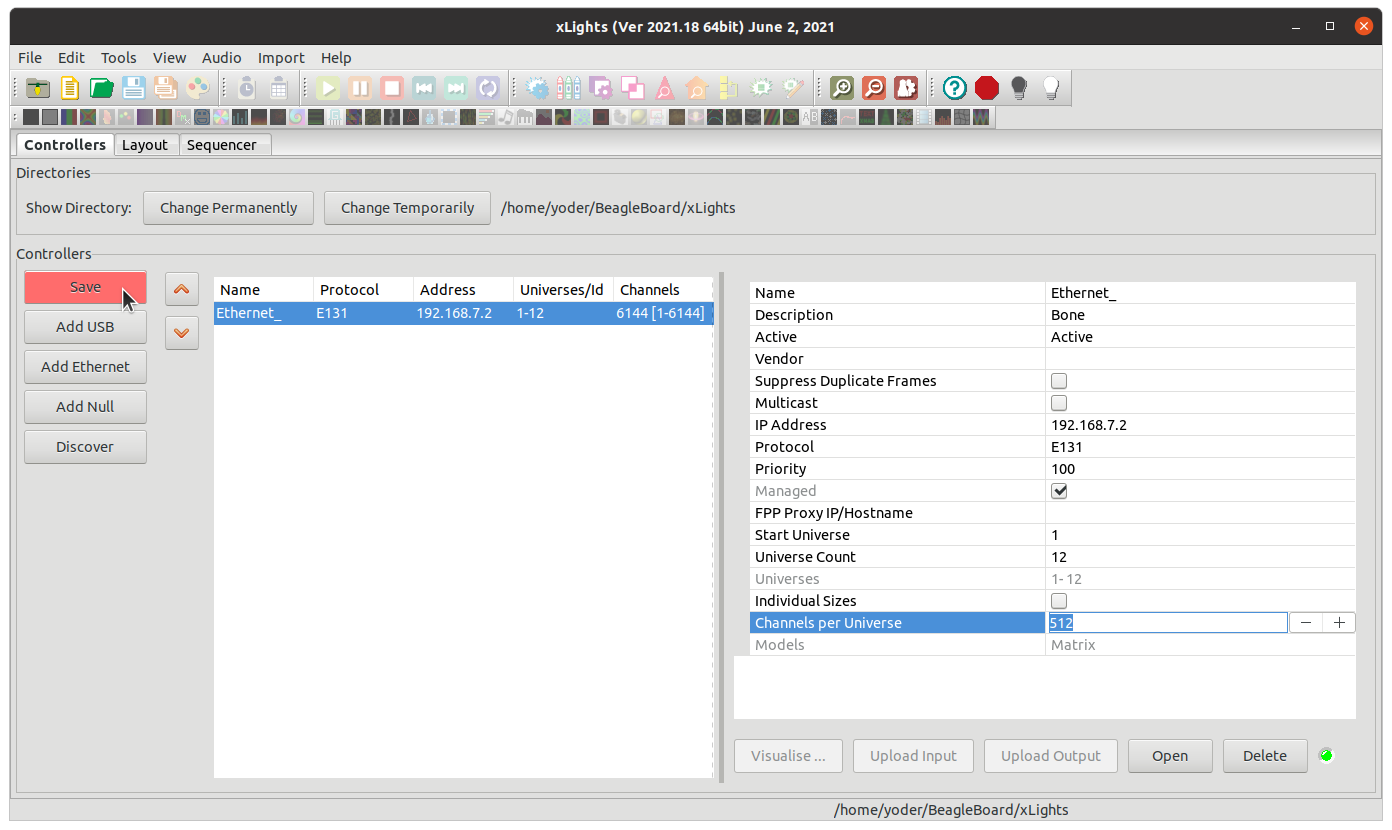 xLights (Ver 2021.18 64bit) June 2, 2021
File Edit Tools View Audio Import Help
Controllers Layout Sequencer
Directories
Show Directory: Change Permanently Change Temporarily /home/yoder/BeagleBoard/xLights
Controllers
Save
Add USB
Add Ethernet
Add Null
Discover
Name Protocol Address Universes/Id Channels
Ethernet_ E131 192.168.7.2 1-12 6144 [1-6144]
Name Ethernet_
Description Bone
Active Active
Vendor
Suppress Duplicate Frames
Multicast
IP Address 192.168.7.2
Protocol E131
Priority 100
Managed
FPP Proxy IP/Hostname
Start Universe 1
Universe Count 12
Universes 1- 12
Individual Sizes
Channels per Universe 512
Models Matrix
Visualise ... Upload Input Upload Output Open Delete
/home/yoder/BeagleBoard/xLights